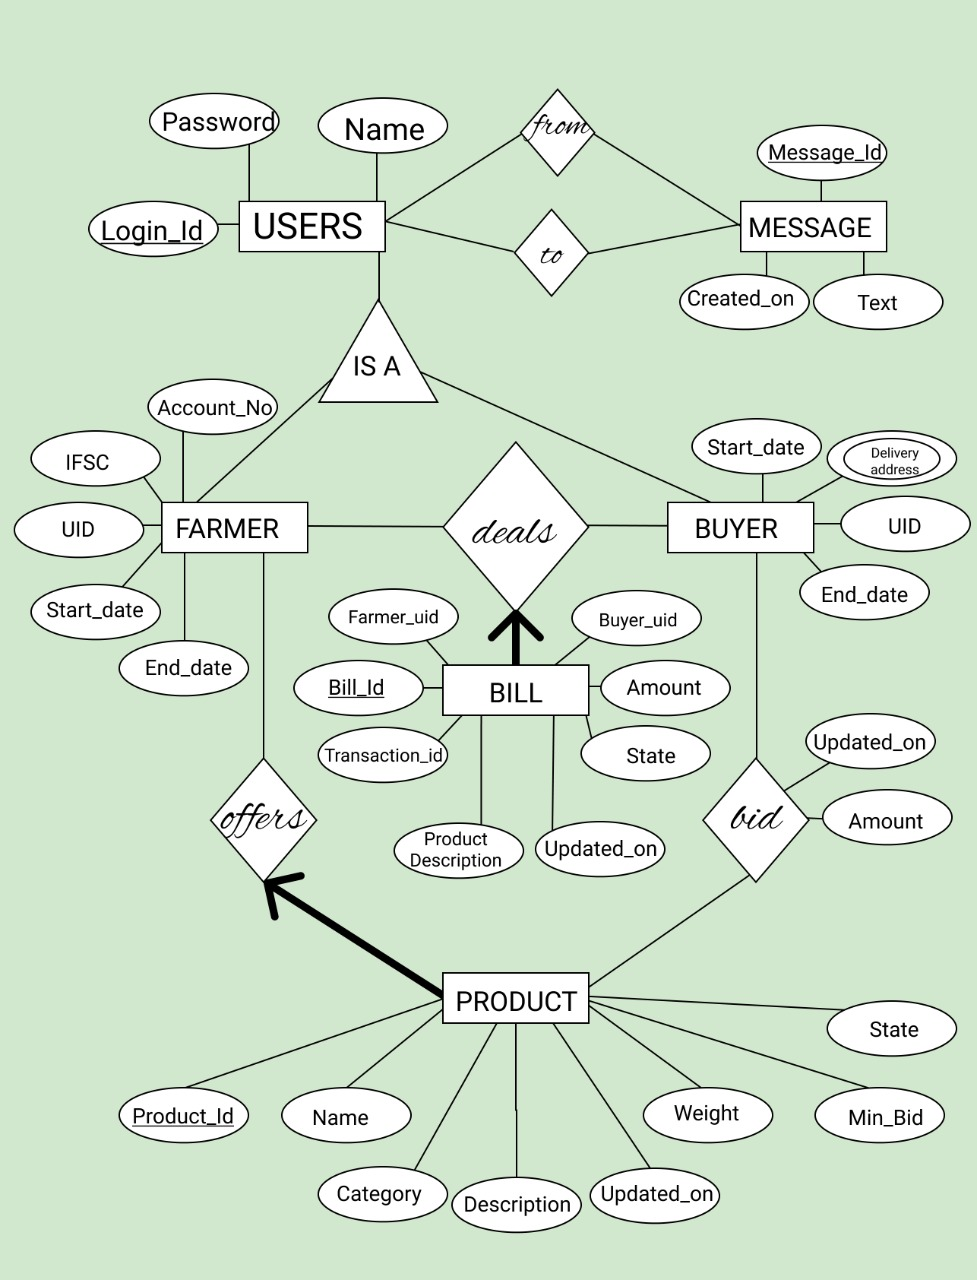 Password
Name
from
Message_Id
Login_Id
USERS
MESSAGE
to
Created_on
Text
IS A
Account_No
Start_date
Delivery
address
IFSC
UID
FARMER
deals
BUYER
UID
Start_date
End_date
Farmer_uid
Buyer_uid
End_date
Bill_Id
BILL
Amount
Transaction_id
State
Updated_on
offers
bid
Amount
Product
Description
Updated_on
PRODUCT
State
Product_Id
Name
Weight
Min_Bid
Category
Description
Updated_on